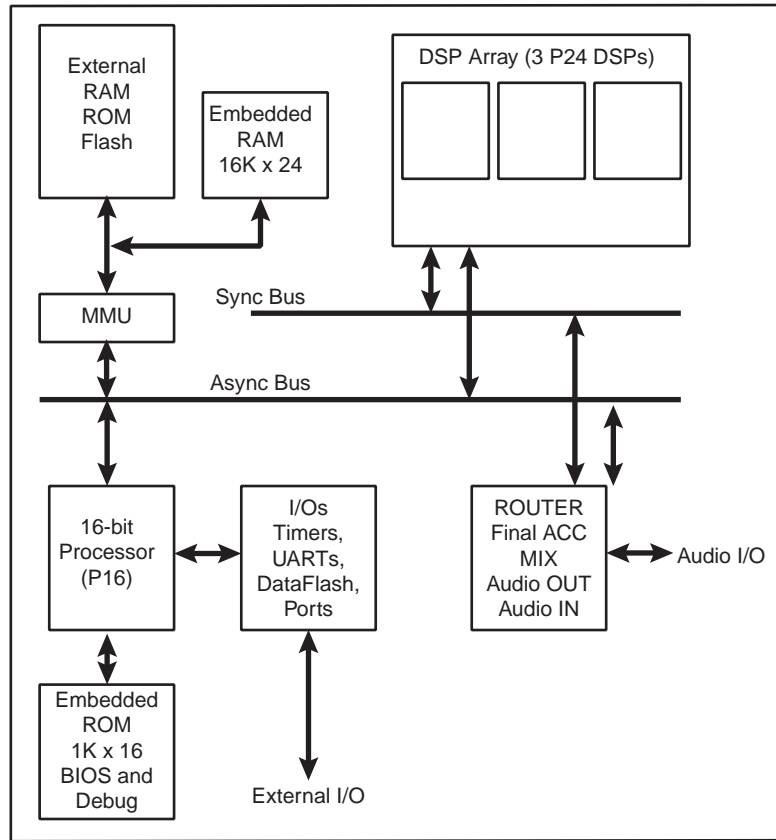 External
RAM
ROM
Flash
Embedded
RAM
16K x 24
DSP Array (3 P24 DSPs)
MMU
Sync Bus
Async Bus
16-bit
Processor
(P16)
I/Os
Timers,
UARTs,
DataFlash,
Ports
ROUTER
Final ACC
MIX
Audio OUT
Audio IN
Audio I/O
Embedded
ROM
1K x 16
BIOS and
Debug
External I/O